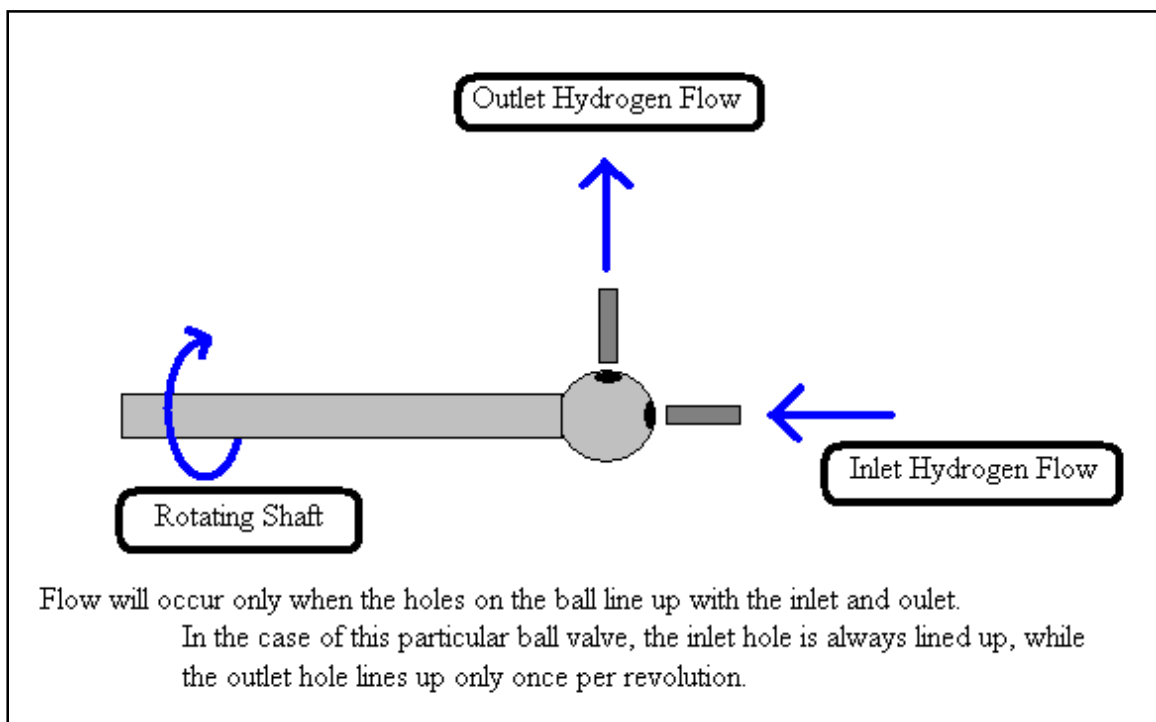 Outlet Hydrogen Flow
Inlet Hydrogen Flow
Rotating Shaft
Flow will occur only when the holes on the ball line up with the inlet and oulet.
In the case of this particular ball valve, the inlet hole is always lined up, while
the outlet hole lines up only once per revolution.